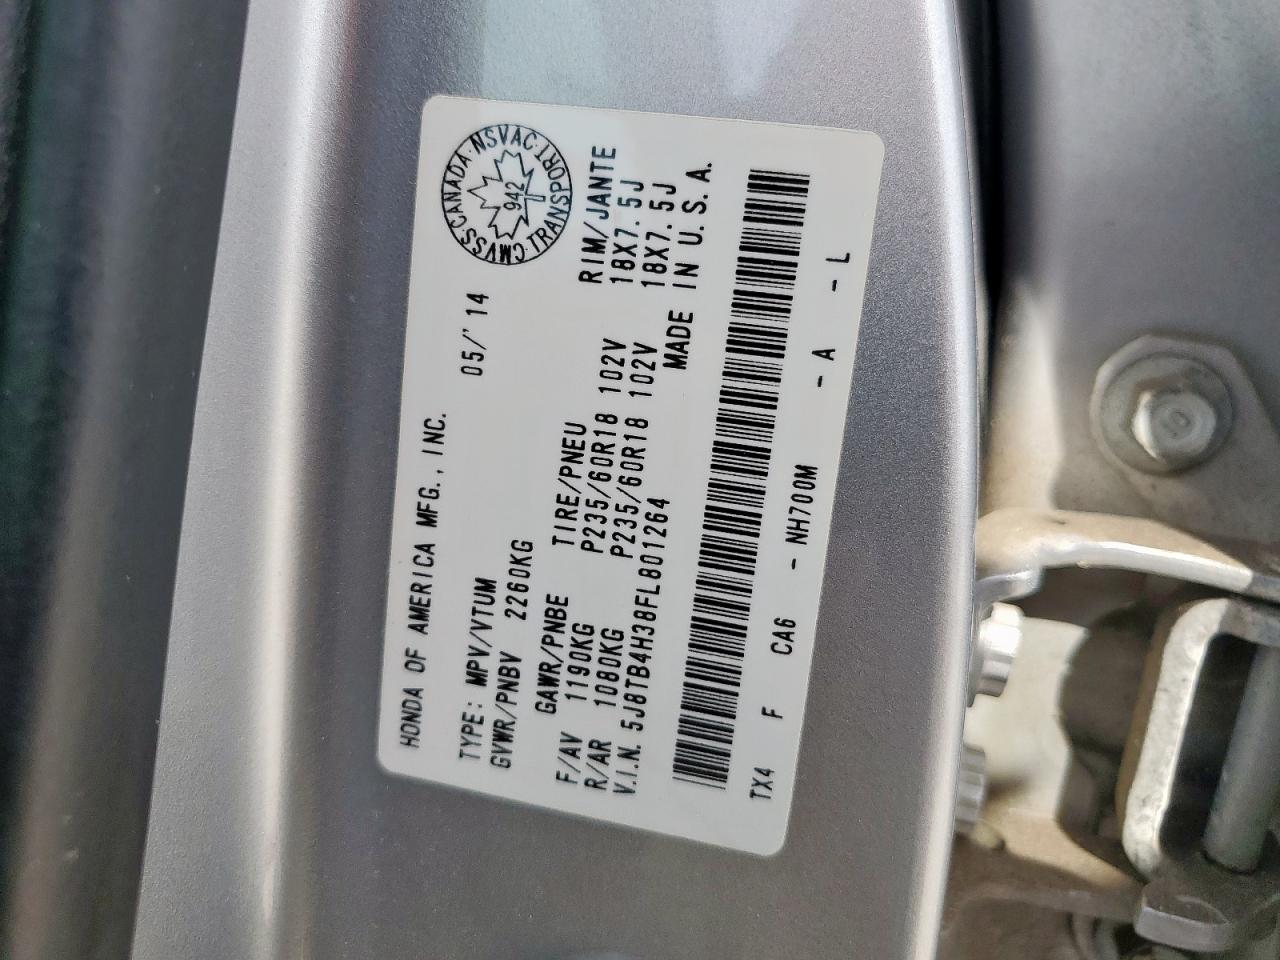 HONDA OF AMERICA MFG., INC. 05/'14
CMVSS CANADA · NSVAC · TRANSPORT
942
TYPE: MPV/VTUM
GVWR/PNBV 2260KG
GAWR/PNBE TIRE/PNEU RIM/JANTE
F/AV 1190KG P235/60R18 102V 18X7.5J
R/AR 1080KG P235/60R18 102V 18X7.5J
V.I.N. 5J8TB4H38FL801264 MADE IN U.S.A.
TX4 F CA6 - NH700M - A - L